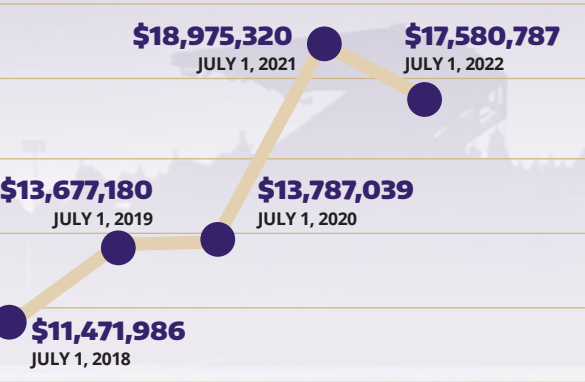 $18,975,320
JULY 1, 2021
$17,580,787
JULY 1, 2022
$13,677,180
JULY 1, 2019
$13,787,039
JULY 1, 2020
$11,471,986
JULY 1, 2018